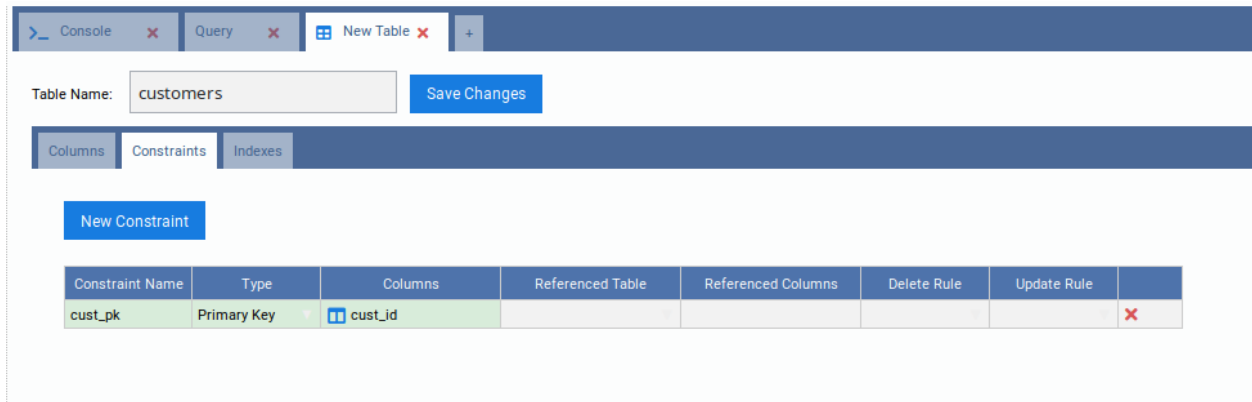 Console Query New Table +
Table Name: customers Save Changes
Columns Constraints Indexes
New Constraint
Constraint Name Type Columns Referenced Table Referenced Columns Delete Rule Update Rule
cust_pk Primary Key cust_id